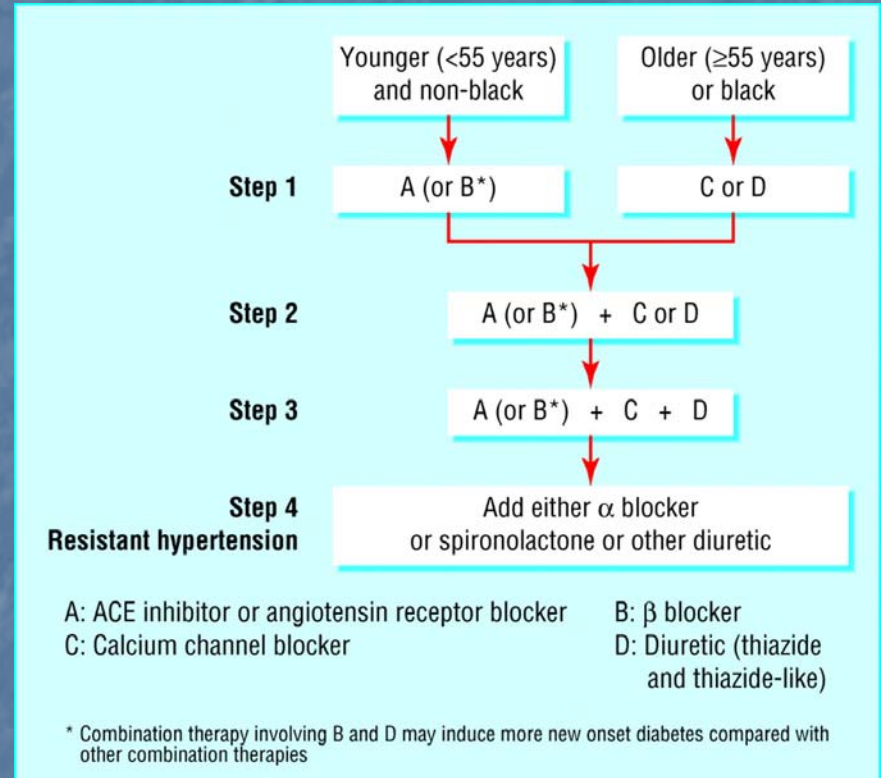 Younger (<55 years)
and non-black
Older (≥55 years)
or black
Step 1
A (or B*)
C or D
Step 2
A (or B*) + C or D
Step 3
A (or B*) + C + D
Step 4
Resistant hypertension
Add either α blocker
or spironolactone or other diuretic
A: ACE inhibitor or angiotensin receptor blocker
B: β blocker
C: Calcium channel blocker
D: Diuretic (thiazide
and thiazide-like)
* Combination therapy involving B and D may induce more new onset diabetes compared with
other combination therapies